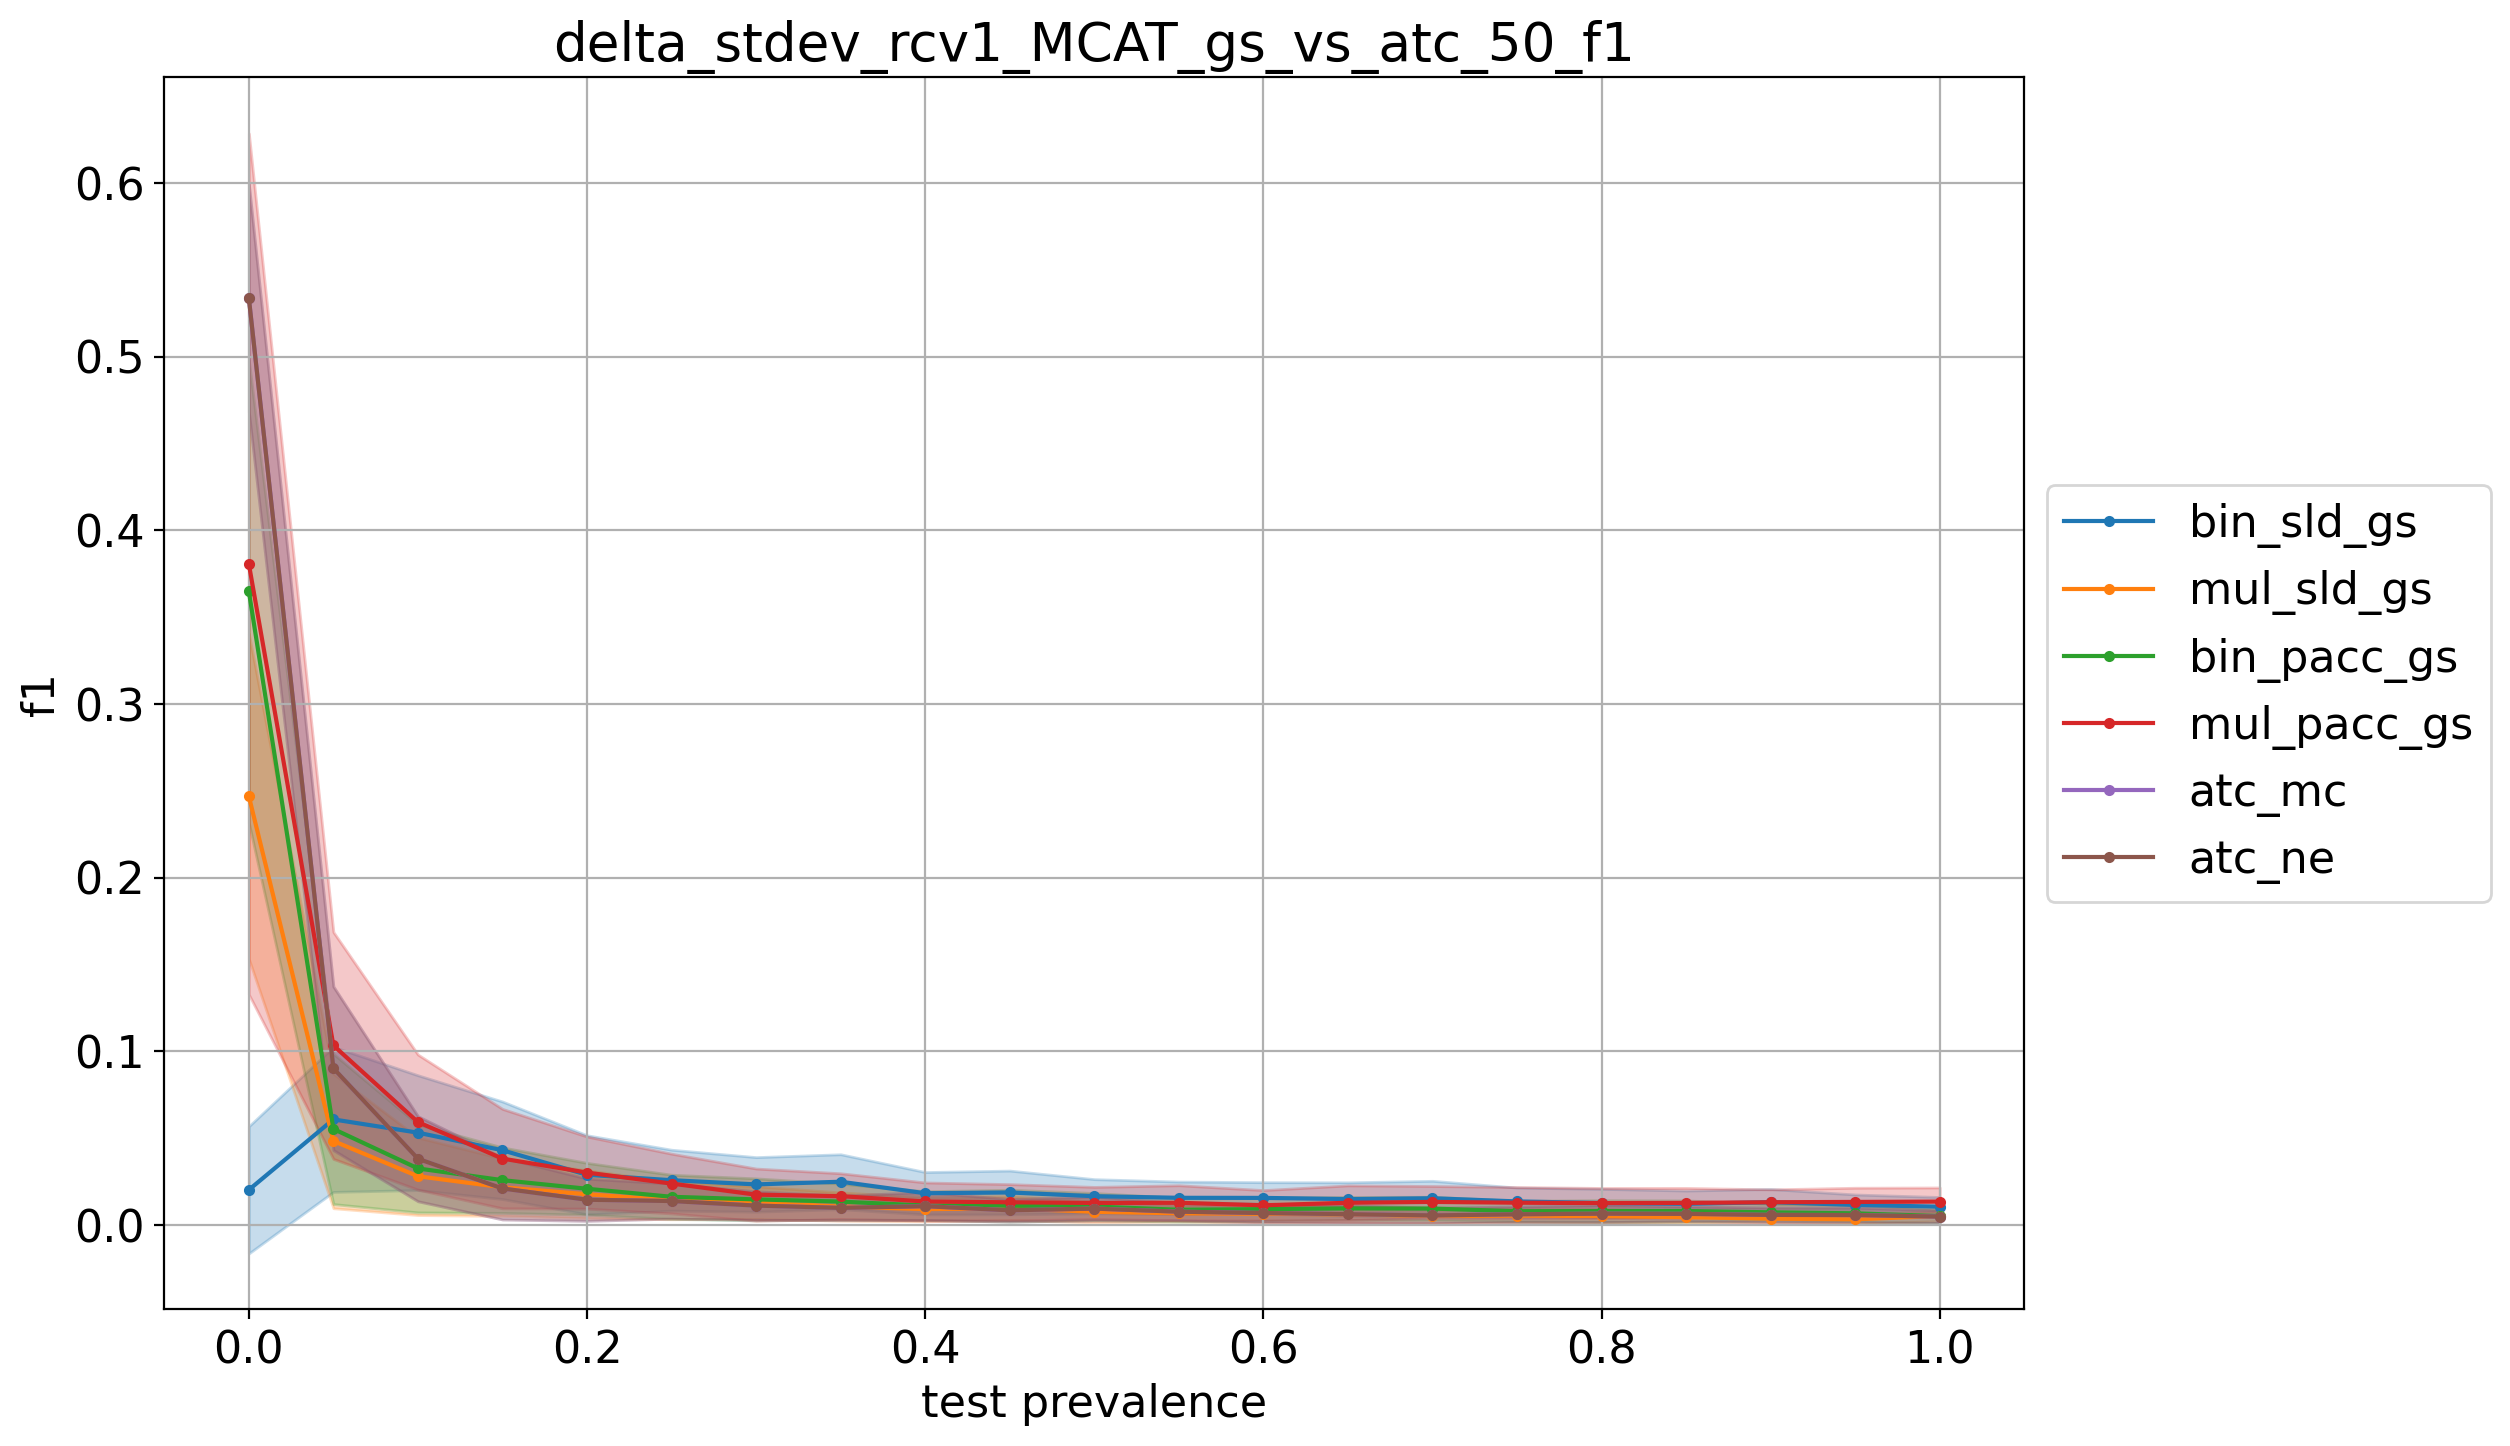 delta_stdev_rcv1_MCAT_gs_vs_atc_50_f1
0.6
0.5
0.4
0.3
0.2
0.1
0.0
f1
0.0 0.2 0.4 0.6 0.8 1.0
test prevalence
bin_sld_gs
mul_sld_gs
bin_pacc_gs
mul_pacc_gs
atc_mc
atc_ne